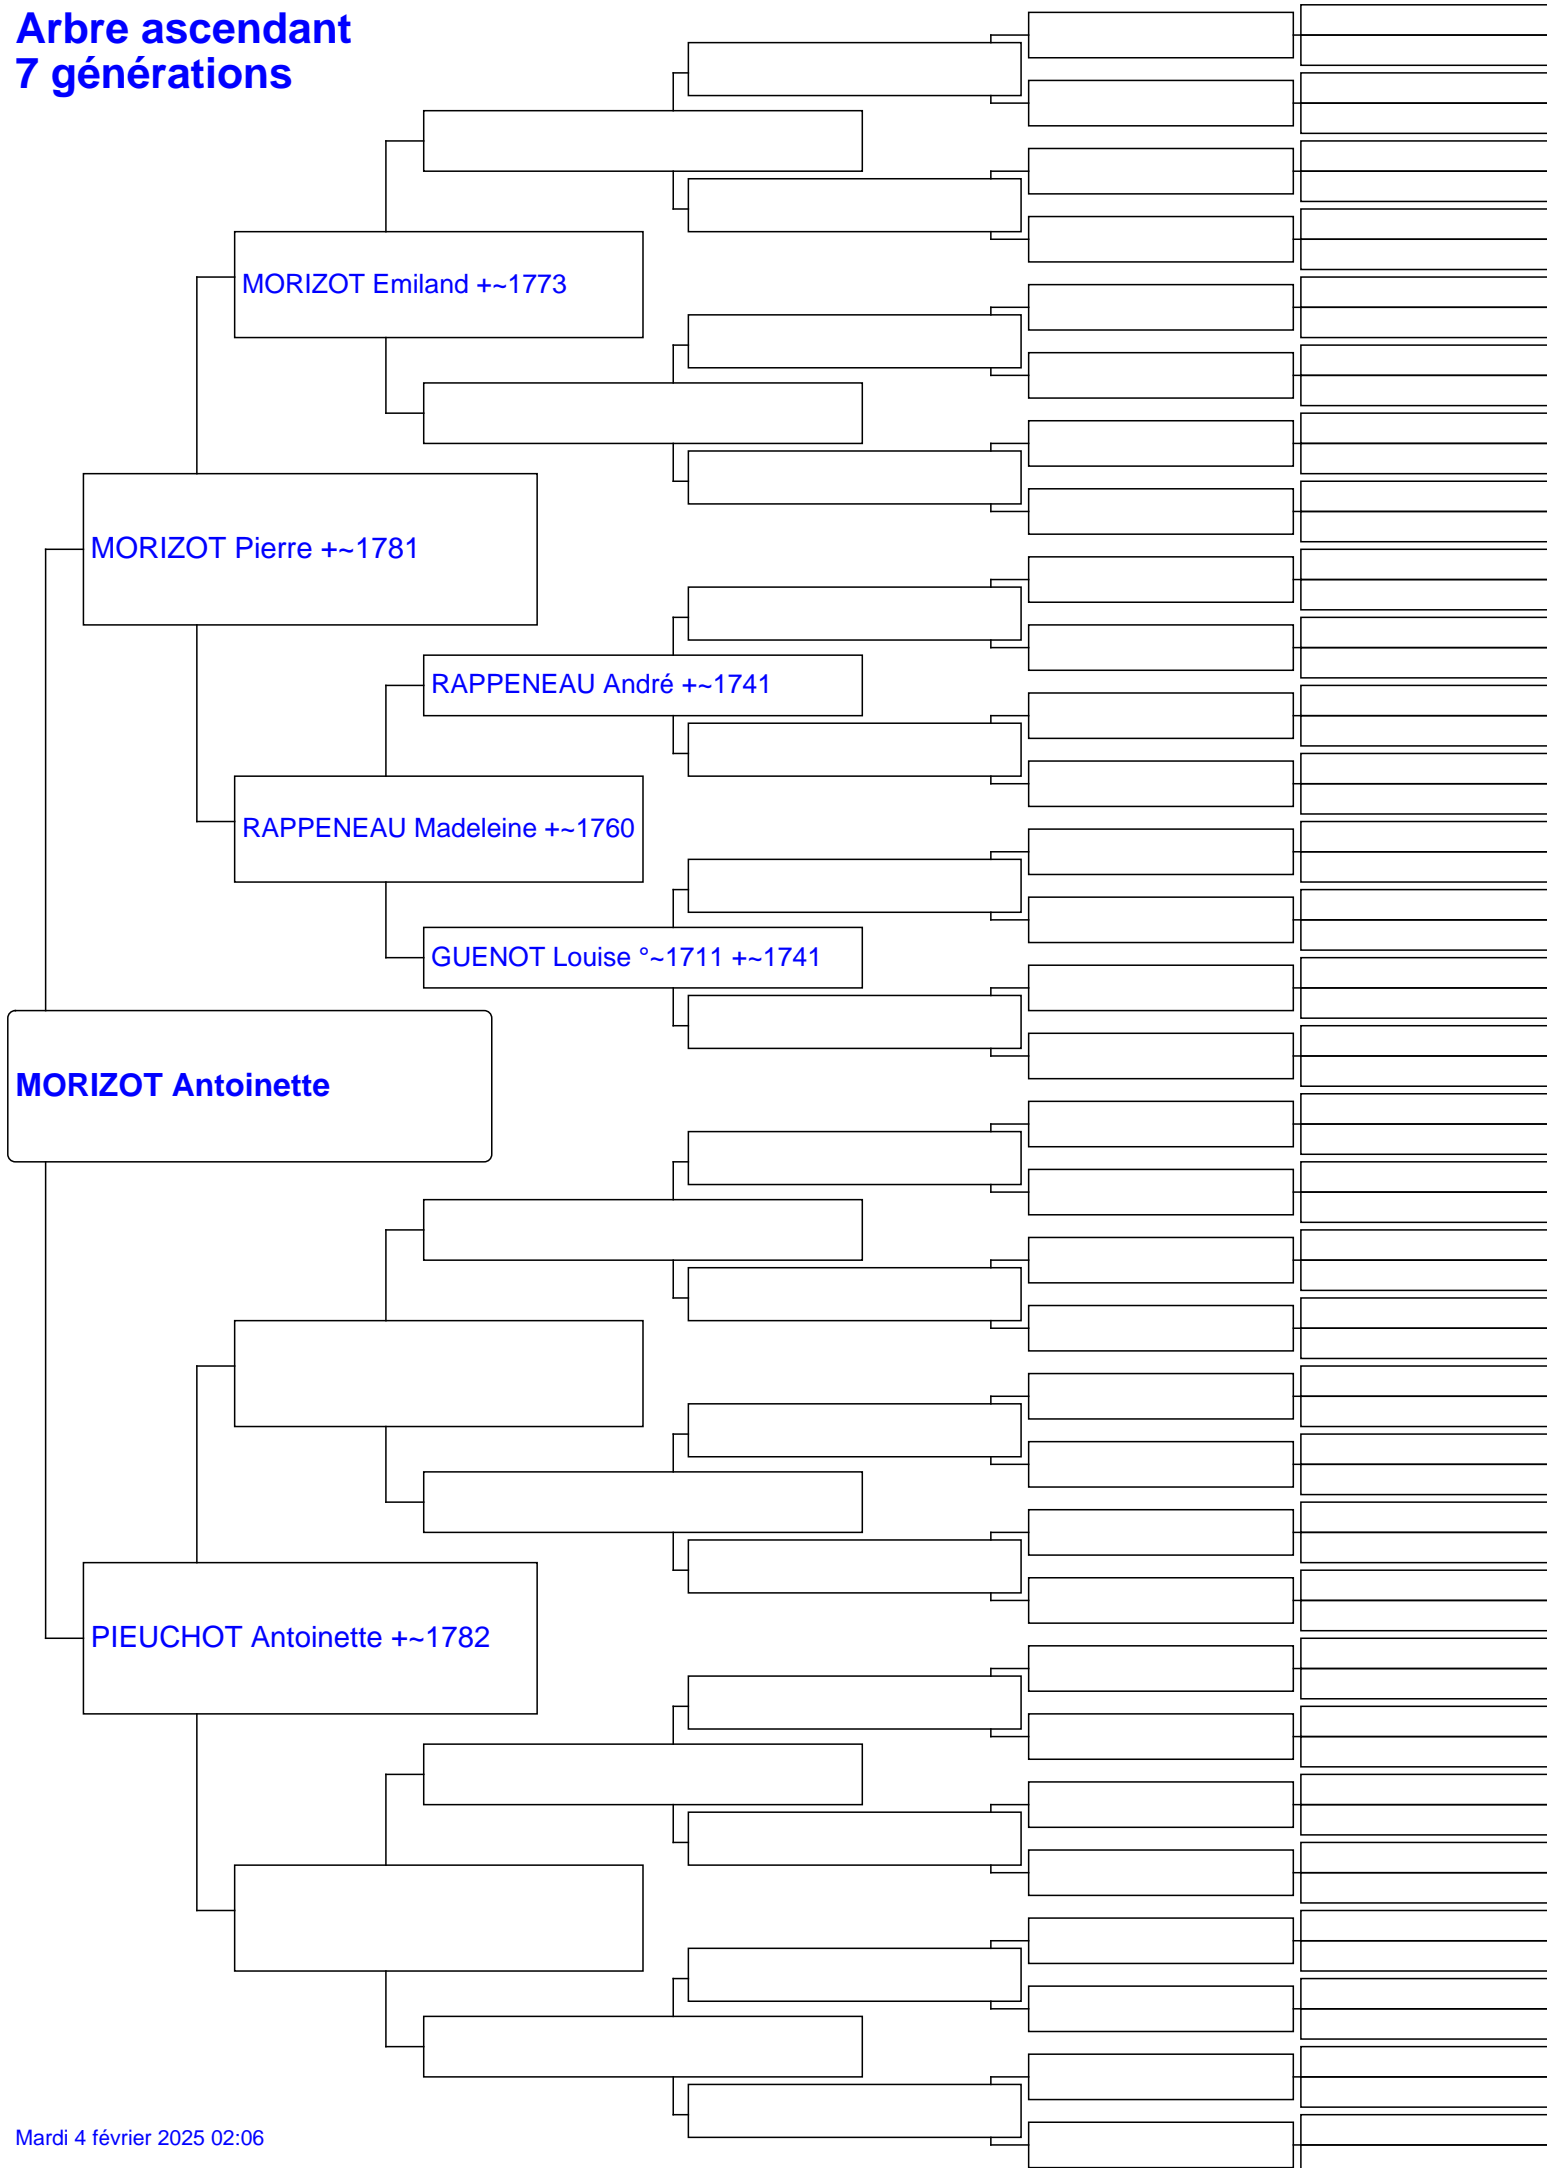 Arbre ascendant
7 générations
MORIZOT Emiland +~1773
MORIZOT Pierre +~1781
RAPPENEAU André +~1741
RAPPENEAU Madeleine +~1760
GUENOT Louise °~1711 +~1741
MORIZOT Antoinette
PIEUCHOT Antoinette +~1782
Mardi 4 février 2025 02:06